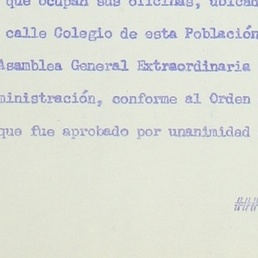 que ocupan sus oficinas, ubicad
calle Colegio de esta Población
Asamblea General Extraordinaria
ministración, conforme al Orden
que fue aprobado por unanimidad
###